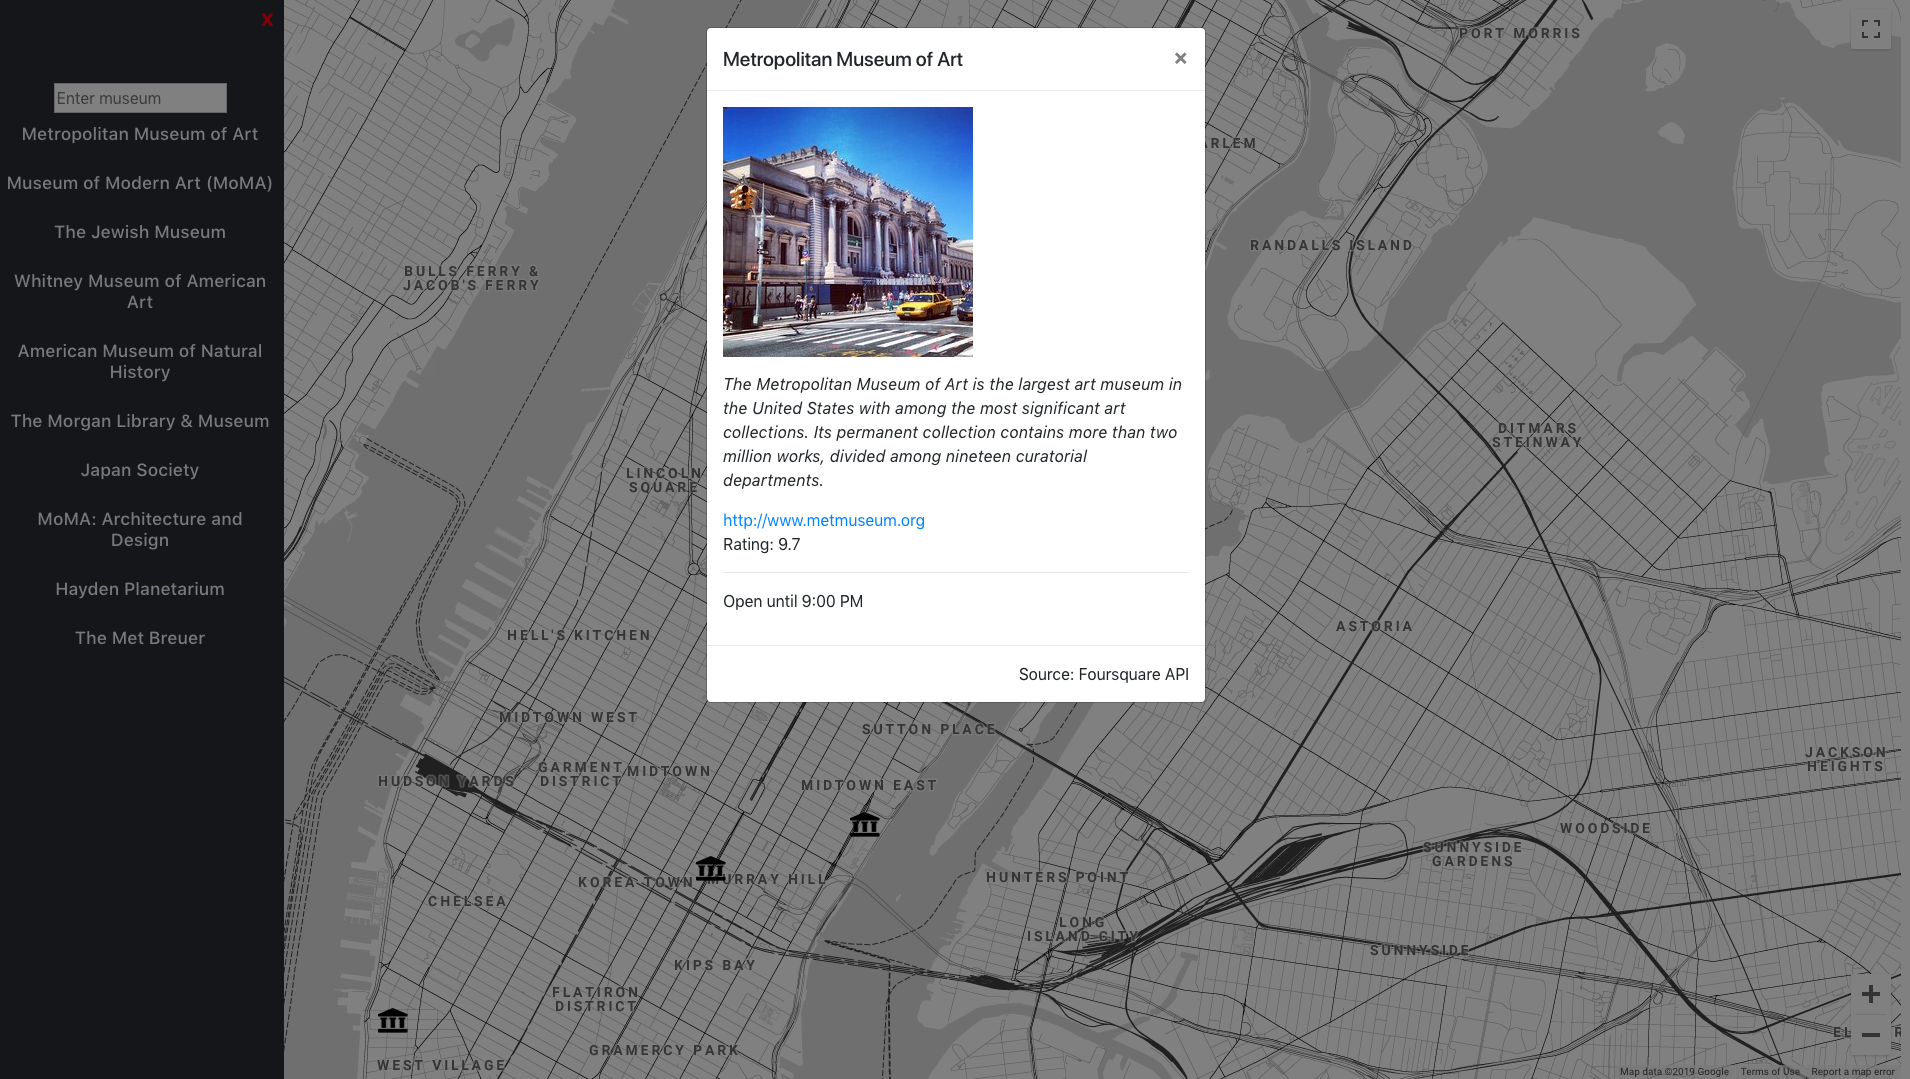 X
Enter museum
Metropolitan Museum of Art
Museum of Modern Art (MoMA)
The Jewish Museum
Whitney Museum of American
Art
American Museum of Natural
History
The Morgan Library & Museum
Japan Society
MoMA: Architecture and
Design
Hayden Planetarium
The Met Breuer
Metropolitan Museum of Art
×
The Metropolitan Museum of Art is the largest art museum in
the United States with among the most significant art
collections. Its permanent collection contains more than two
million works, divided among nineteen curatorial
departments.
http://www.metmuseum.org
Rating: 9.7
Open until 9:00 PM
Source: Foursquare API
PORT MORRIS
ARLEM
RANDALLS ISLAND
BULLS FERRY &
JACOB'S FERRY
DITMARS
STEINWAY
LINCOLN
SQUARE
ASTORIA
HELL'S KITCHEN
MIDTOWN WEST
SUTTON PLACE
JACKSON
HEIGHTS
GARMENT
DISTRICT
MIDTOWN
HUDSON YARDS
MIDTOWN EAST
WOODSIDE
SUNNYSIDE
GARDENS
KOREA TOWN
MURRAY HILL
HUNTERS POINT
CHELSEA
LONG
ISLAND CITY
SUNNYSIDE
KIPS BAY
FLATIRON
DISTRICT
GRAMERCY PARK
WEST VILLAGE
+
−
Map data ©2019 Google
Terms of Use
Report a map error